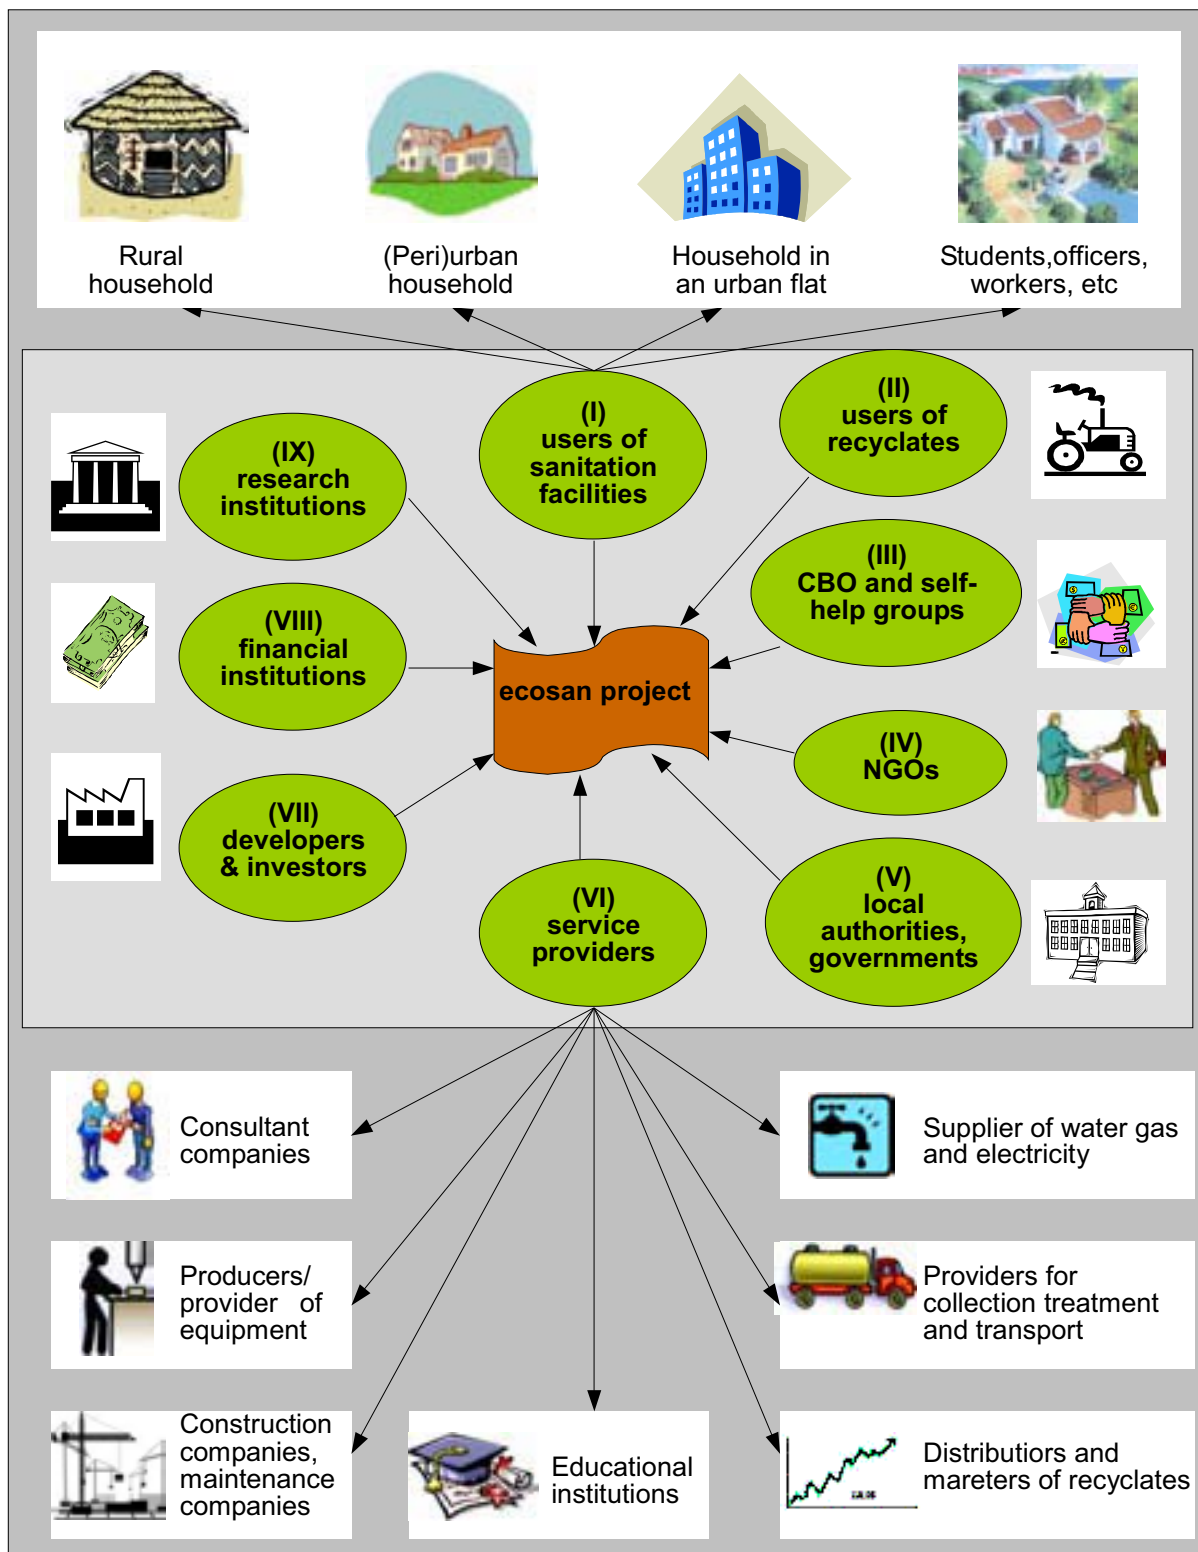 Rural
household
(Peri)urban
household
Household in
an urban flat
Students,officers,
workers, etc
(I)
users of
sanitation
facilities
(II)
users of
recyclates
(IX)
research
institutions
(III)
CBO and self-
help groups
(VIII)
financial
institutions
ecosan project
(IV)
NGOs
(VII)
developers
& investors
(VI)
service
providers
(V)
local
authorities,
governments
Consultant
companies
Supplier of water gas
and electricity
Producers/
provider of
equipment
Providers for
collection treatment
and transport
Construction
companies,
maintenance
companies
Educational
institutions
Distributiors and
mareters of recyclates